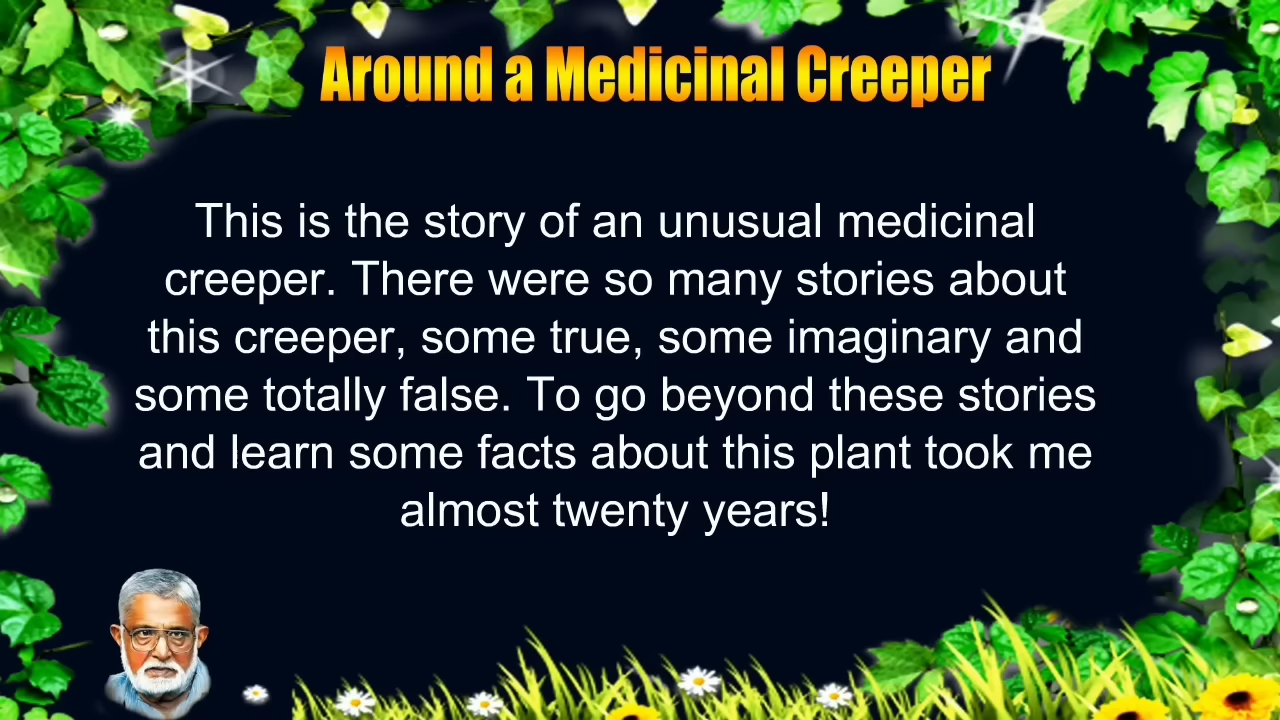 Around a Medicinal Creeper
This is the story of an unusual medicinal
creeper. There were so many stories about
this creeper, some true, some imaginary and
some totally false. To go beyond these stories
and learn some facts about this plant took me
almost twenty years!